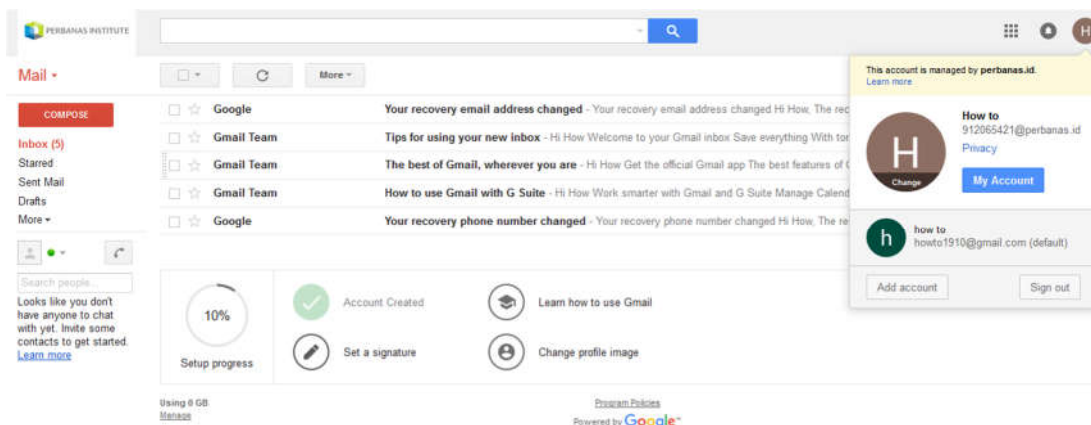 PERBANAS INSTITUTE
H
Mail
More
This account is managed by perbanas.id.
Learn more
COMPOSE
Inbox (5)
Starred
Sent Mail
Drafts
More
Google Your recovery email address changed - Your recovery email address changed Hi How, The rec
Gmail Team Tips for using your new inbox - Hi How Welcome to your Gmail inbox Save everything With
Gmail Team The best of Gmail, wherever you are - Hi How Get the official Gmail app The best features of
Gmail Team How to use Gmail with G Suite - Hi How Work smarter with Gmail and G Suite Manage Calend
Google Your recovery phone number changed - Your recovery phone number changed Hi How, The re
H
Change
How to
912065421@perbanas.id
Privacy
My Account
h
how to
howto1910@gmail.com (default)
Add account
Sign out
Search people...
Looks like you don't
have anyone to chat
with yet. Invite some
contacts to get started.
Learn more
10%
Setup progress
Account Created
Learn how to use Gmail
Set a signature
Change profile image
Using 0 GB
Manage
Program Policies
Powered by Google™